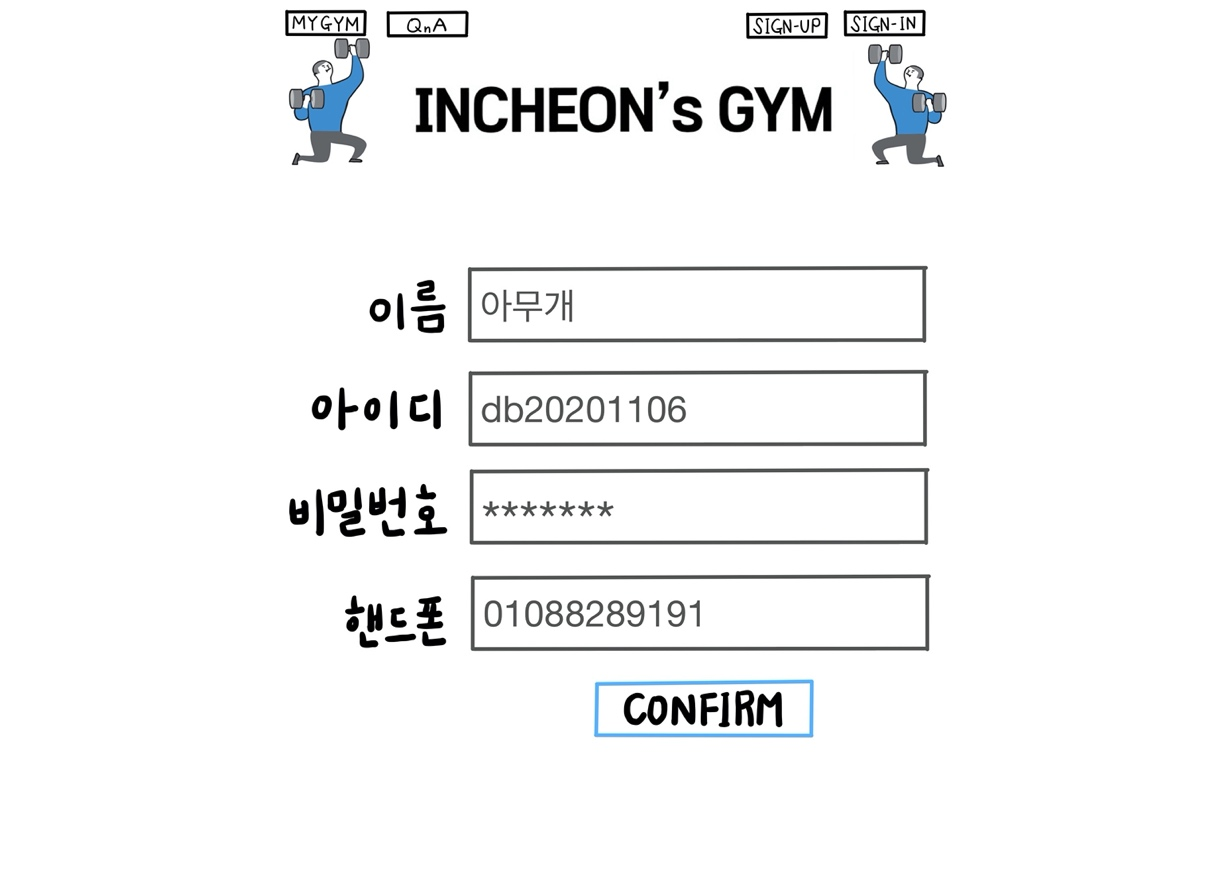 MYGYM QnA SIGN-UP SIGN-IN
INCHEON's GYM
이름 아무개
아이디 db20201106
비밀번호 *******
핸드폰 01088289191
CONFIRM